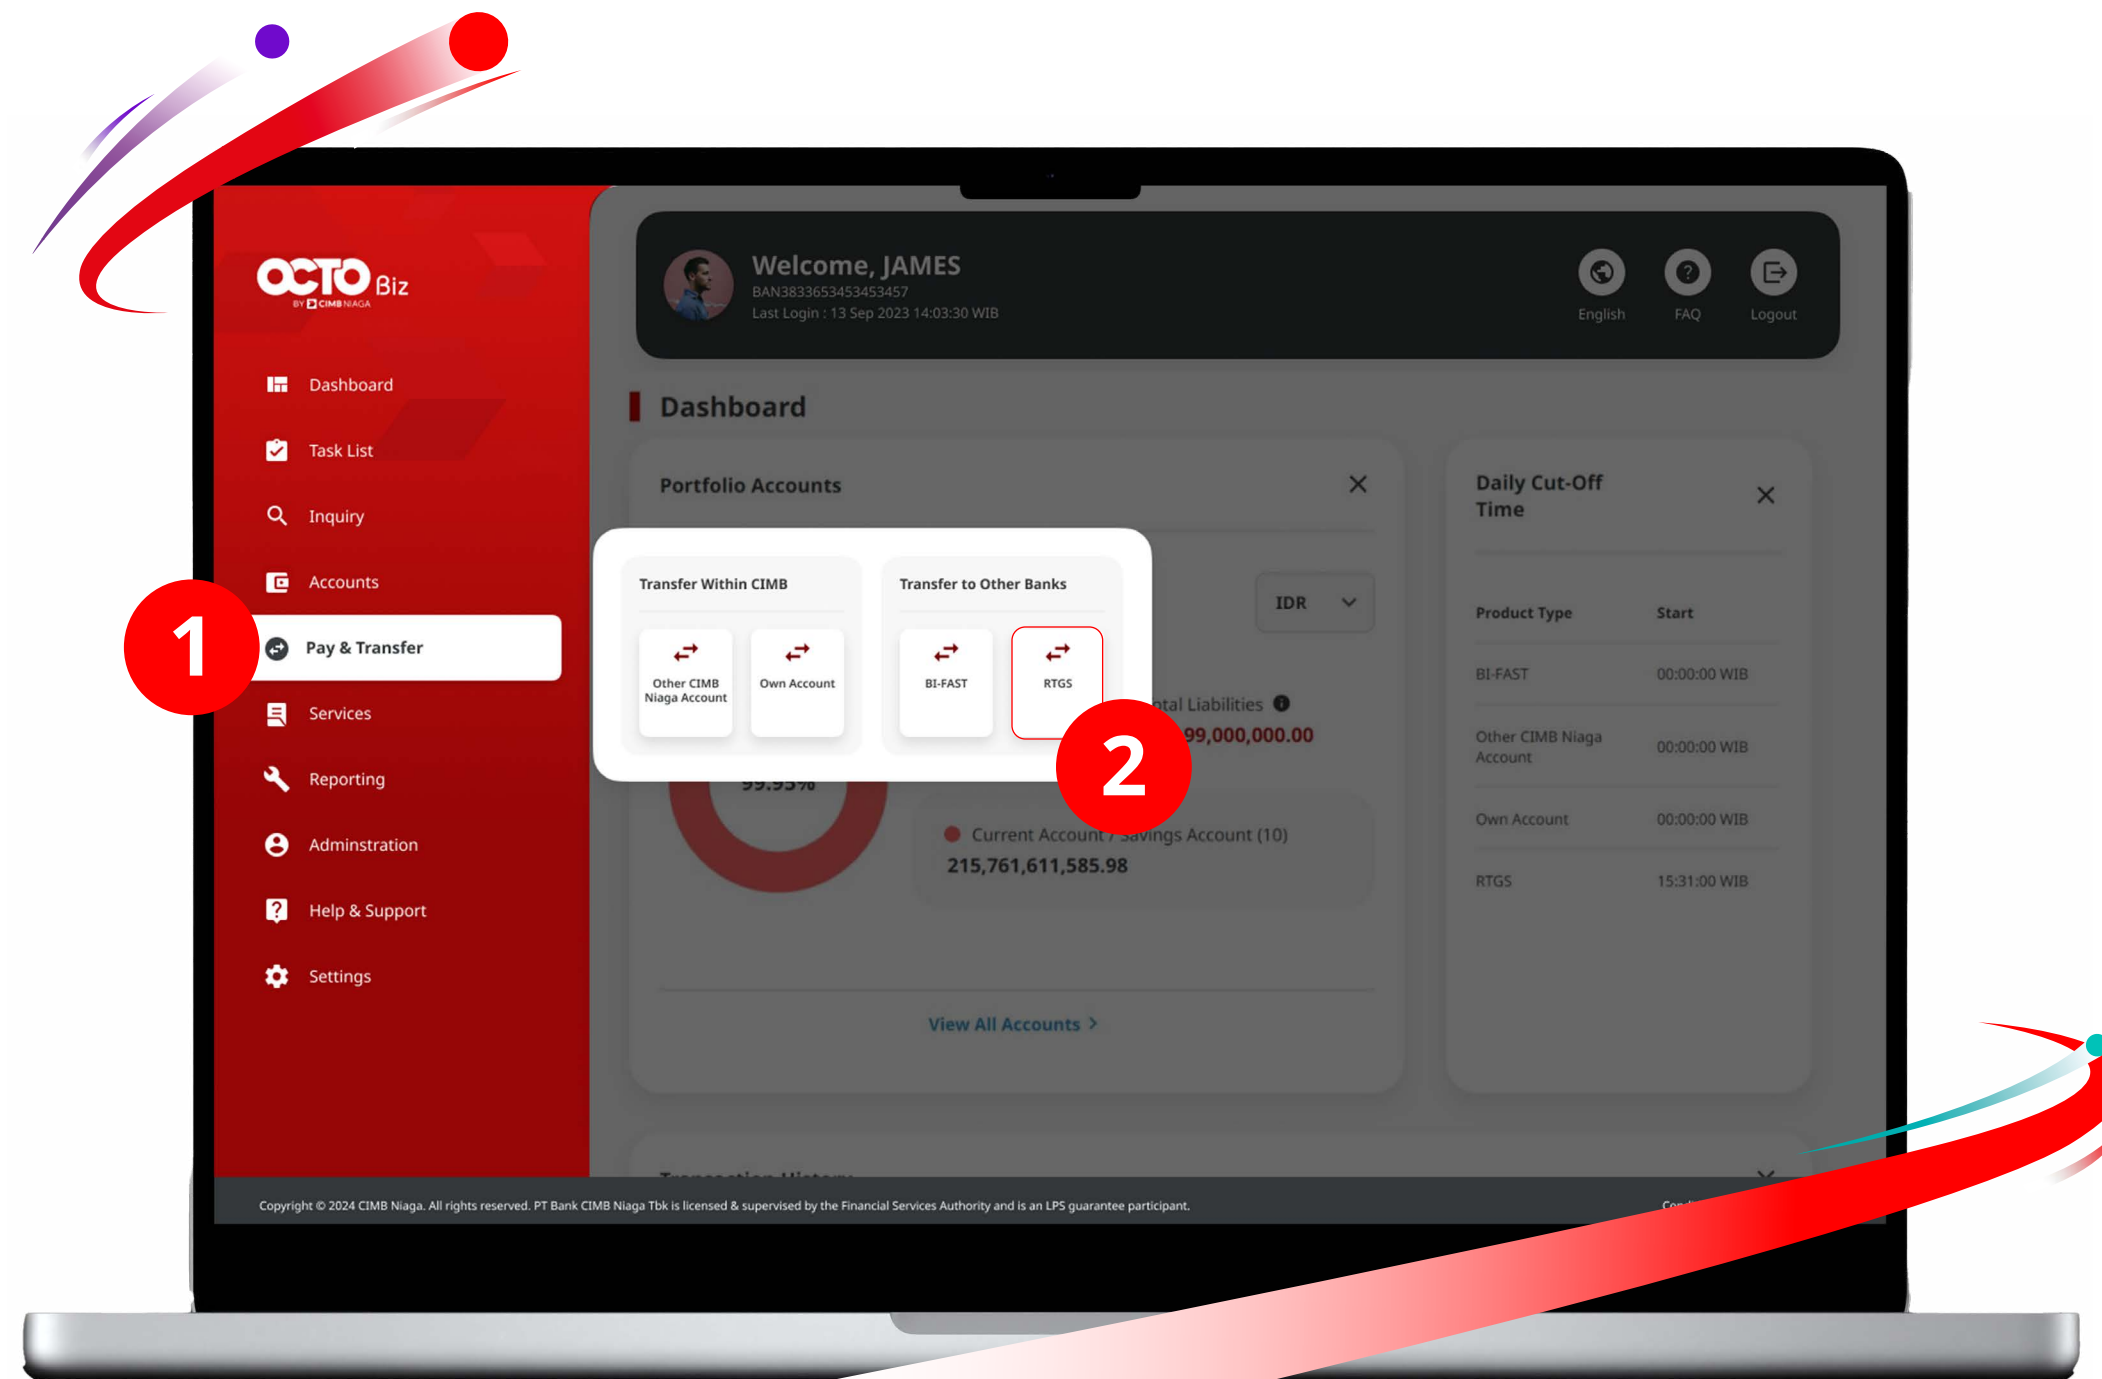 OCTO Biz
BY CIMB NIAGA
Dashboard
Task List
Inquiry
Accounts
1
Pay & Transfer
Services
Reporting
Adminstration
Help & Support
Settings
Welcome, JAMES
BAN3833653453453457
Last Login : 13 Sep 2023 14:03:30 WIB
English
FAQ
Logout
Dashboard
Portfolio Accounts
IDR
Transfer Within CIMB
Other CIMB
Niaga Account
Own Account
Transfer to Other Banks
BI-FAST
RTGS
2
Liabilities
99,000,000.00
99.95%
Current Account / Savings Account (10)
215,761,611,585.98
View All Accounts
Daily Cut-Off
Time
Product Type Start
BI-FAST 00:00:00 WIB
Other CIMB Niaga
Account 00:00:00 WIB
Own Account 00:00:00 WIB
RTGS 15:31:00 WIB
Transaction History
Copyright © 2024 CIMB Niaga. All rights reserved. PT Bank CIMB Niaga Tbk is licensed & supervised by the Financial Services Authority and is an LPS guarantee participant.